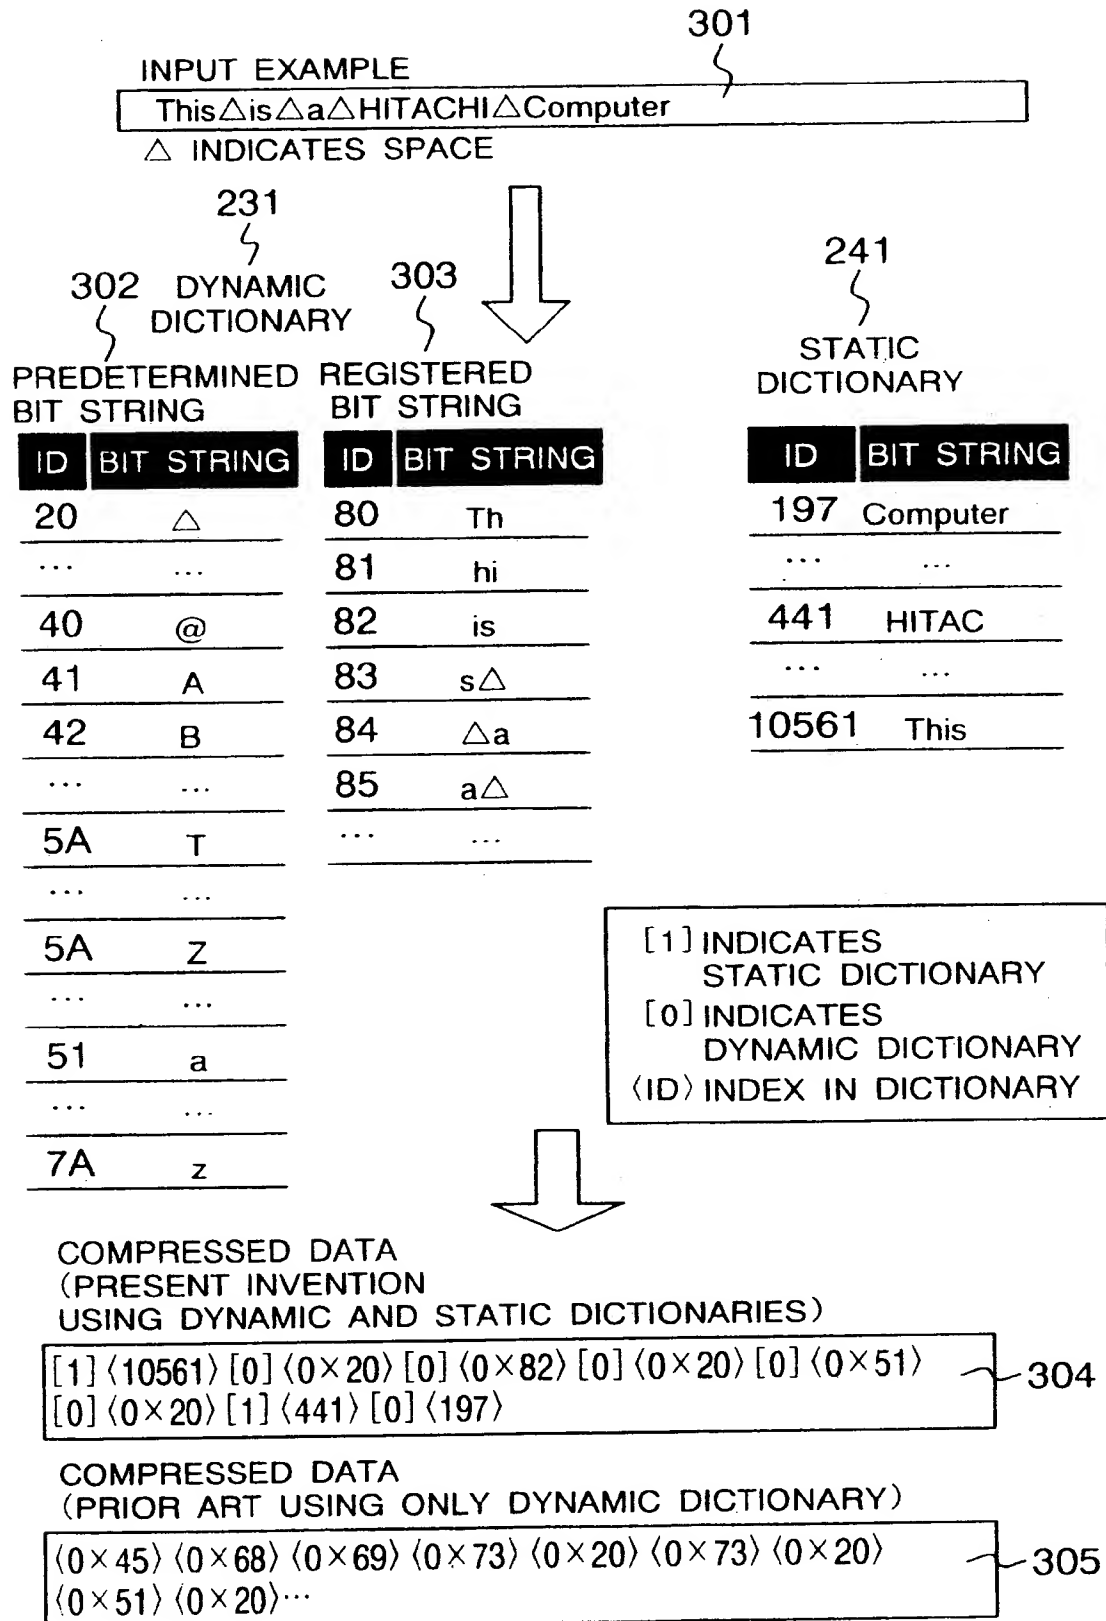 301
INPUT EXAMPLE
This△is△a△HITACHI△Computer
△ INDICATES SPACE
231
302 DYNAMIC DICTIONARY 303
241
PREDETERMINED BIT STRING
REGISTERED BIT STRING
STATIC DICTIONARY
ID BIT STRING ID BIT STRING ID BIT STRING
20 △ 80 Th 197 Computer
... ... 81 hi ... ...
40 @ 82 is 441 HITAC
41 A 83 s△ ... ...
42 B 84 △a 10561 This
... ... 85 a△
5A T ... ...
... ...
5A Z
... ...
51 a
... ...
7A z
[1] INDICATES
STATIC DICTIONARY
[0] INDICATES
DYNAMIC DICTIONARY
⟨ID⟩ INDEX IN DICTIONARY
COMPRESSED DATA
(PRESENT INVENTION
USING DYNAMIC AND STATIC DICTIONARIES)
[1]⟨10561⟩[0]⟨0×20⟩[0]⟨0×82⟩[0]⟨0×20⟩[0]⟨0×51⟩
[0]⟨0×20⟩[1]⟨441⟩[0]⟨197⟩
304
COMPRESSED DATA
(PRIOR ART USING ONLY DYNAMIC DICTIONARY)
⟨0×45⟩⟨0×68⟩⟨0×69⟩⟨0×73⟩⟨0×20⟩⟨0×73⟩⟨0×20⟩
⟨0×51⟩⟨0×20⟩...
305